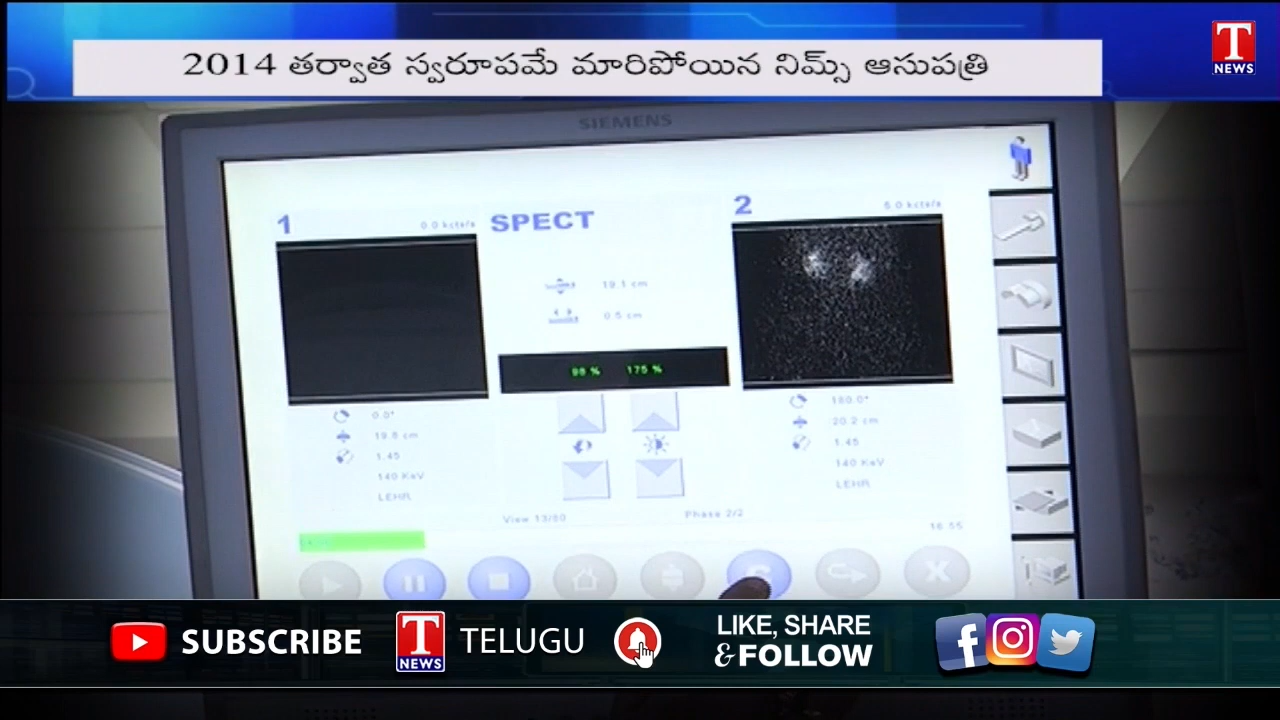 2014 తర్వాత స్వరూపమే మారిపోయిన నిమ్స్ ఆసుపత్రి
T NEWS
SIEMENS
1
0.0 kcts/s
SPECT
2
5.0 kcts/s
19.1 cm
0.5 cm
98 % 175 %
0.0°
19.8 cm
1.45
140 KeV
LEHR
180.0°
20.2 cm
1.45
140 KeV
LEHR
View 13/60
Phase 2/2
16:55
SUBSCRIBE
T NEWS
TELUGU
LIKE, SHARE
& FOLLOW